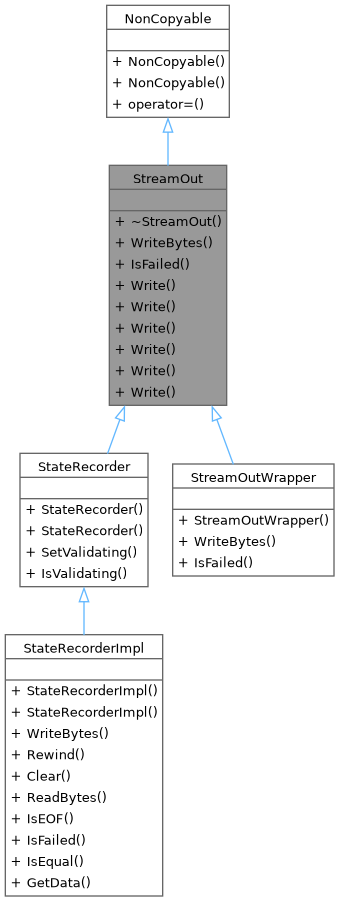 NonCopyable
+ NonCopyable()
+ NonCopyable()
+ operator=()
StreamOut
+ ~StreamOut()
+ WriteBytes()
+ IsFailed()
+ Write()
+ Write()
+ Write()
+ Write()
+ Write()
+ Write()
StateRecorder
+ StateRecorder()
+ StateRecorder()
+ SetValidating()
+ IsValidating()
StreamOutWrapper
+ StreamOutWrapper()
+ WriteBytes()
+ IsFailed()
StateRecorderImpl
+ StateRecorderImpl()
+ StateRecorderImpl()
+ WriteBytes()
+ Rewind()
+ Clear()
+ ReadBytes()
+ IsEOF()
+ IsFailed()
+ IsEqual()
+ GetData()